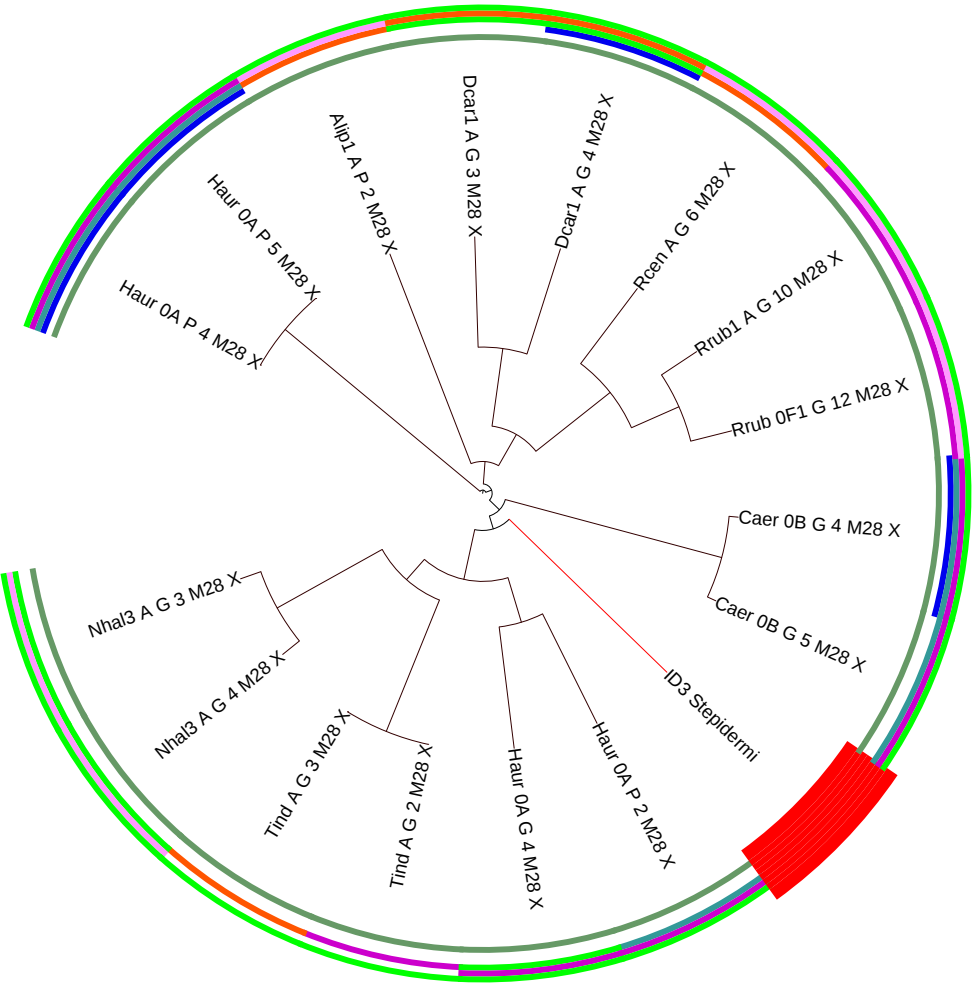 Haur 0A P 4 M28 X
Haur 0A P 5 M28 X
Alip1 A P 2 M28 X
Dcar1 A G 3 M28 X
Dcar1 A G 4 M28 X
Rcen A G 6 M28 X
Rrub1 A G 10 M28 X
Rrub 0F1 G 12 M28 X
Caer 0B G 4 M28 X
Caer 0B G 5 M28 X
ID3 Stepidermi
Haur 0A P 2 M28 X
Haur 0A G 4 M28 X
Tind A G 2 M28 X
Tind A G 3 M28 X
Nhal3 A G 4 M28 X
Nhal3 A G 3 M28 X